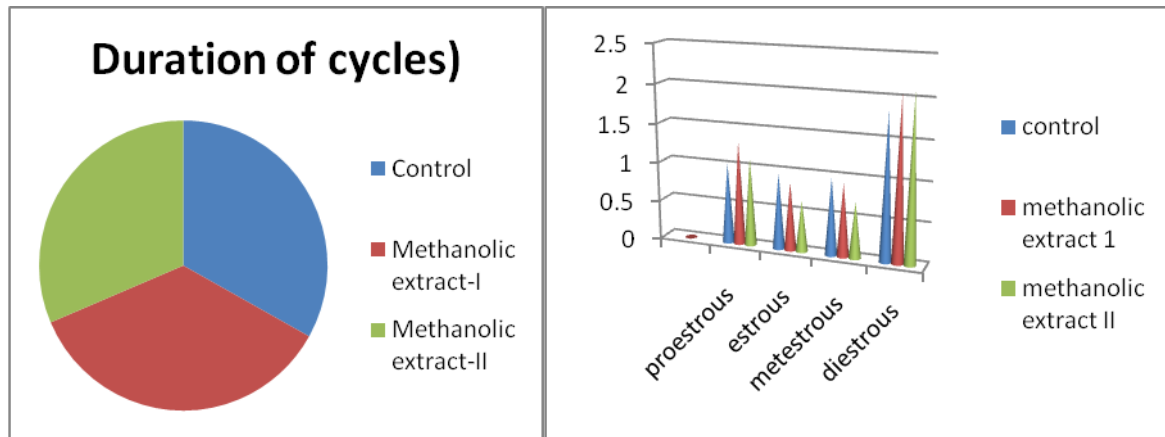 Duration of cycles)
Control
Methanolic
extract-I
Methanolic
extract-II
2.5
2
1.5
1
0.5
0
proestrous
estrous
metestrous
diestrous
control
methanolic
extract 1
methanolic
extract II